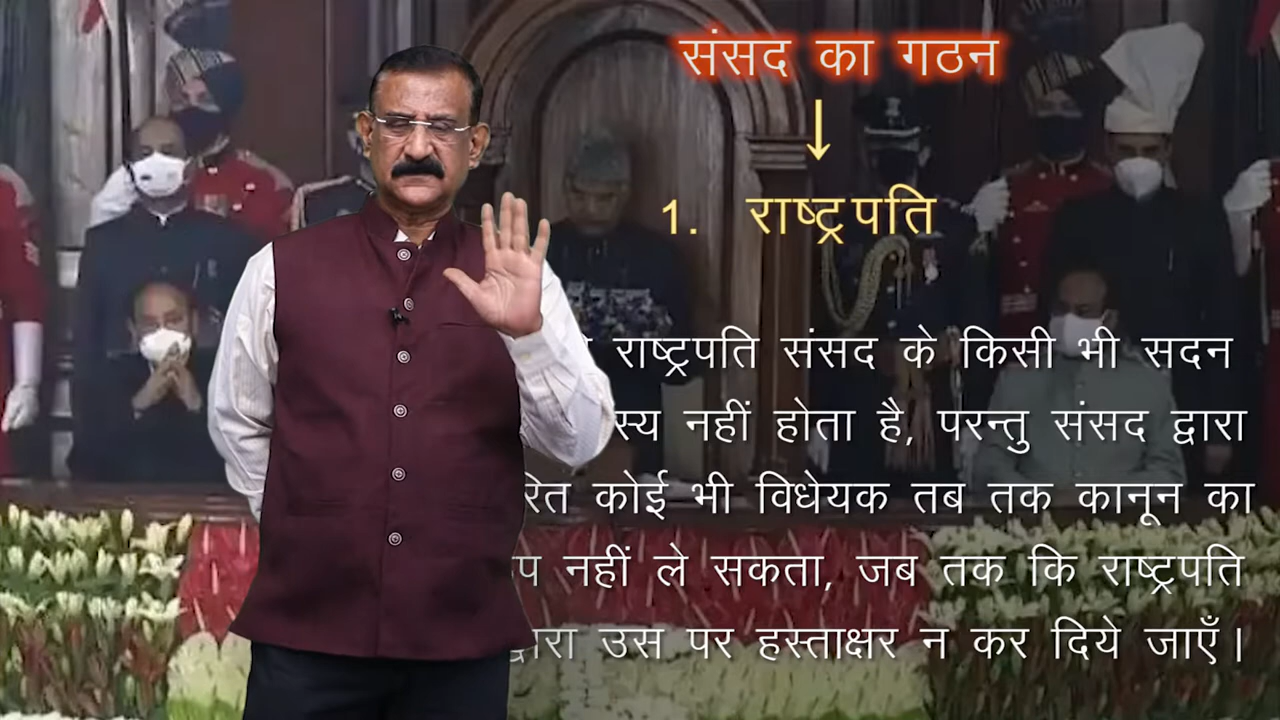 संसद का गठन
1. राष्ट्रपति
राष्ट्रपति संसद के किसी भी सदन
नहीं होता है, परन्तु संसद द्वारा
कोई भी विधेयक तब तक कानून का
नहीं ले सकता, जब तक कि राष्ट्रपति
उस पर हस्ताक्षर न कर दिये जाएँ।